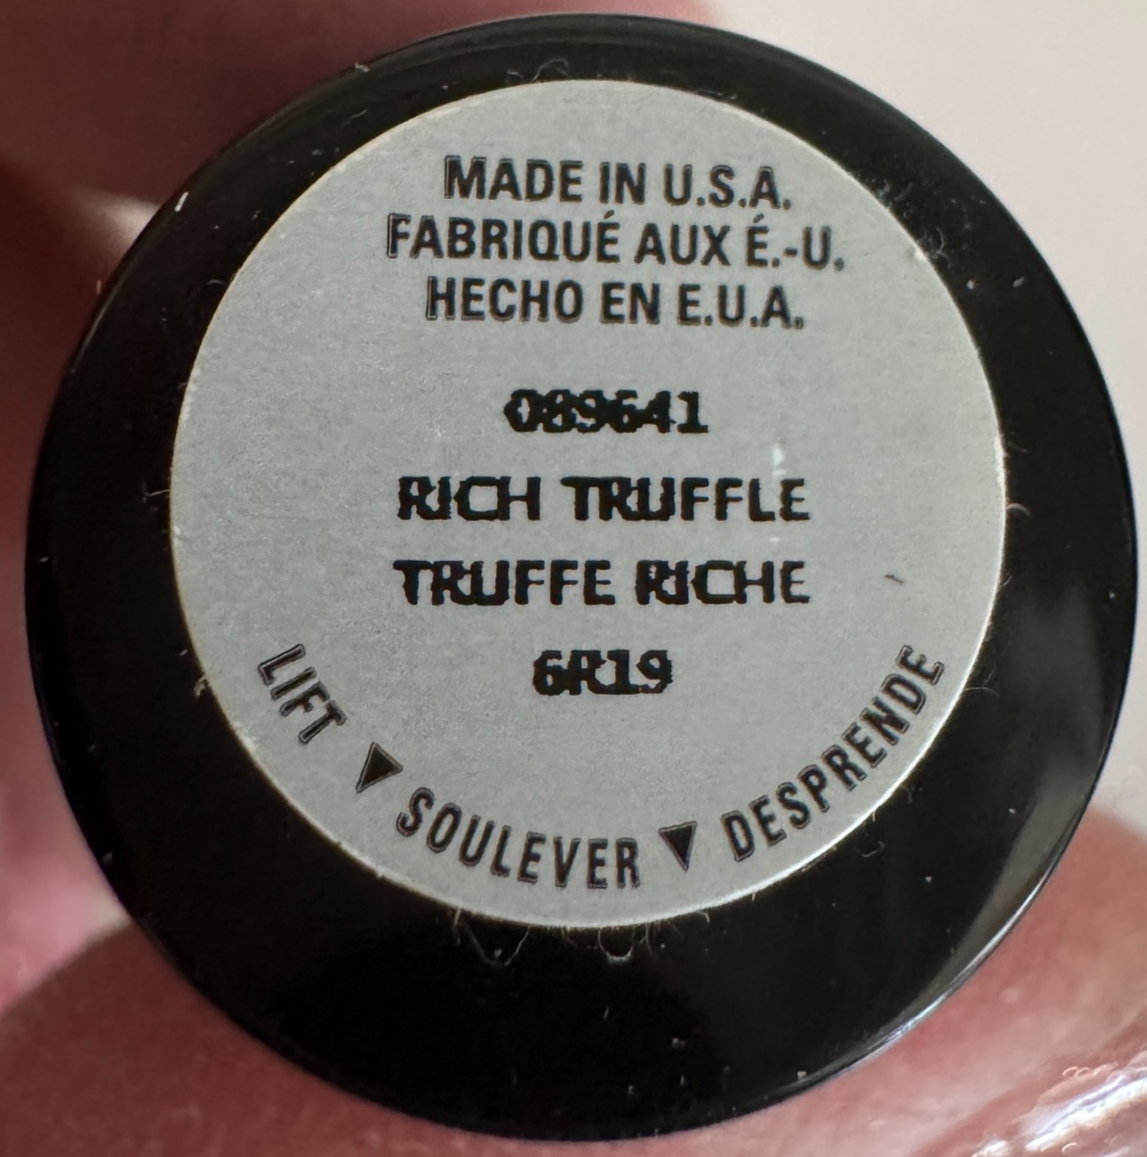 MADE IN U.S.A.
FABRIQUÉ AUX É.-U.
HECHO EN E.U.A.
089641
RICH TRUFFLE
TRUFFE RICHE
6R19
LIFT ▼ SOULEVER ▼ DESPRENDE